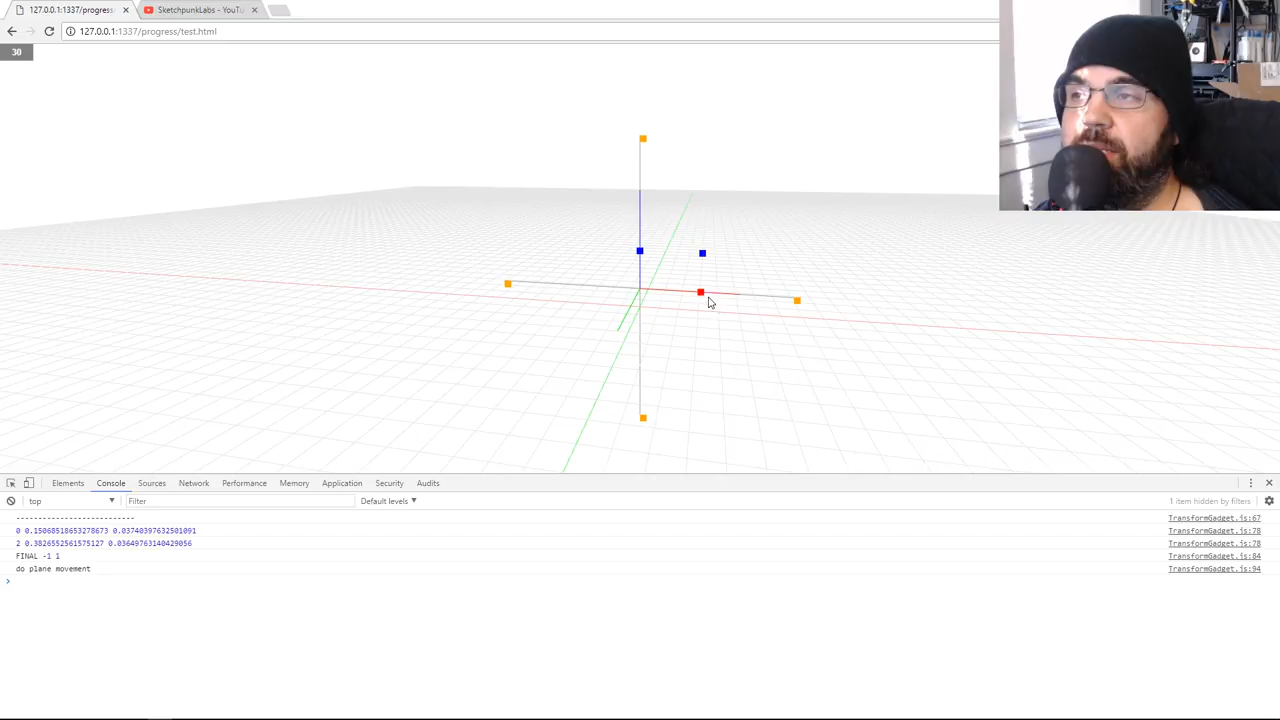 127.0.0.1:1337/progress
SketchpunkLabs - YouTu
127.0.0.1:1337/progress/test.html
30
Elements Console Sources Network Performance Memory Application Security Audits
top Filter Default levels 1 item hidden by filters
--------------------------- TransformGadget.js:67
0 0.15068518653278673 0.03740397632501091 TransformGadget.js:78
2 0.3826552561575127 0.03649763140429056 TransformGadget.js:78
FINAL -1 1 TransformGadget.js:84
do plane movement TransformGadget.js:94